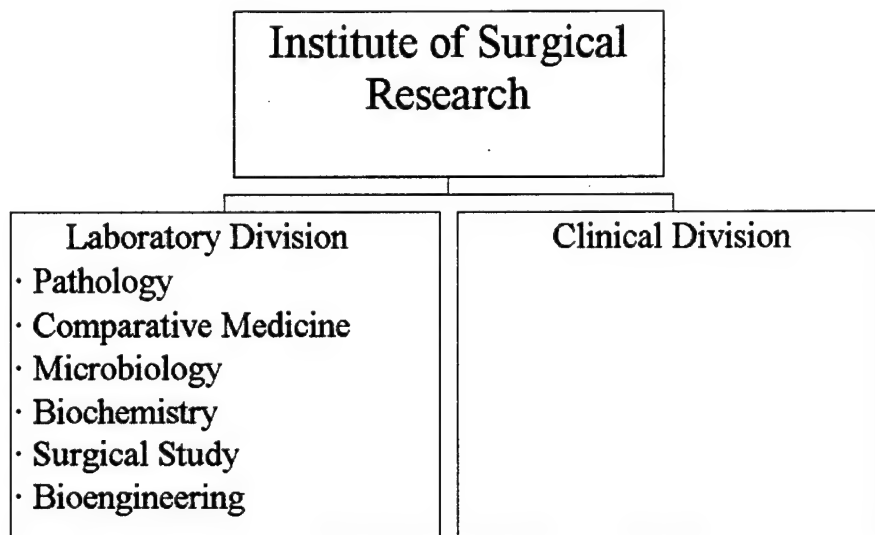 Institute of Surgical
Research
Laboratory Division
· Pathology
· Comparative Medicine
· Microbiology
· Biochemistry
· Surgical Study
· Bioengineering
Clinical Division